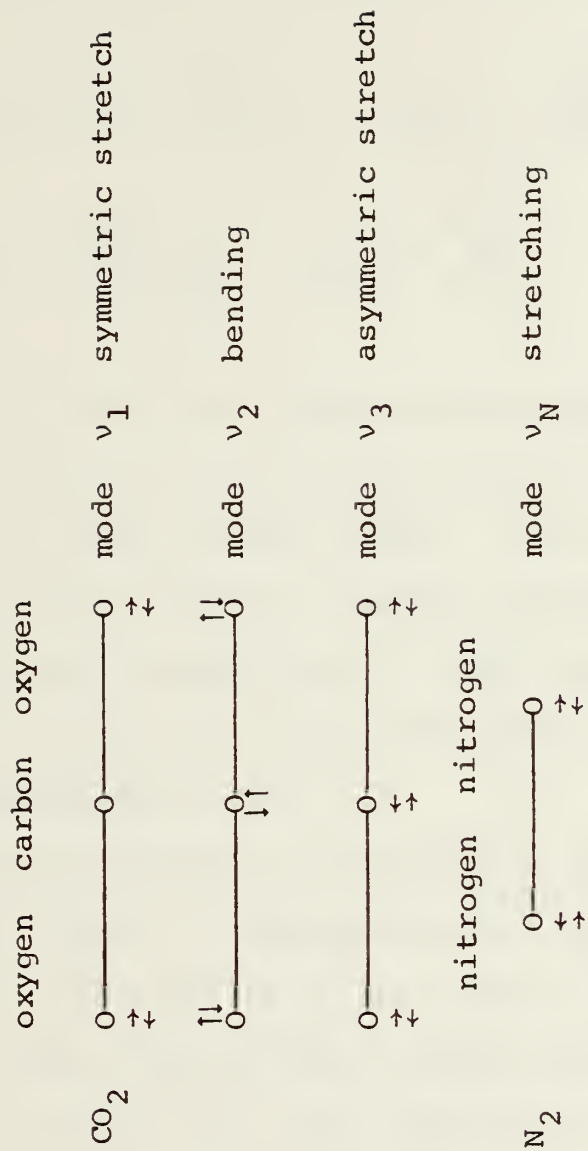 oxygen carbon oxygen
CO2 mode ν1 symmetric stretch
mode ν2 bending
mode ν3 asymmetric stretch
nitrogen nitrogen
N2 mode νN stretching